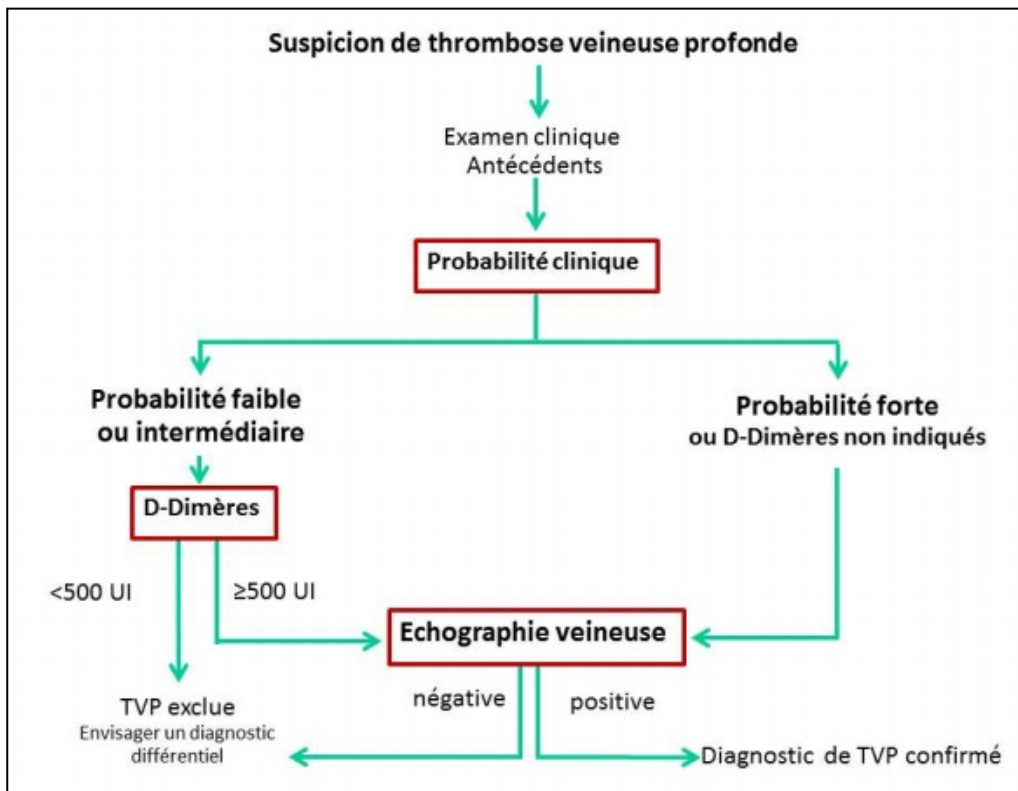 Suspicion de thrombose veineuse profonde
Examen clinique
Antécédents
Probabilité clinique
Probabilité faible
ou intermédiaire
Probabilité forte
ou D-Dimères non indiqués
D-Dimères
<500 UI
≥500 UI
Echographie veineuse
négative
positive
TVP exclue
Envisager un diagnostic
différentiel
Diagnostic de TVP confirmé